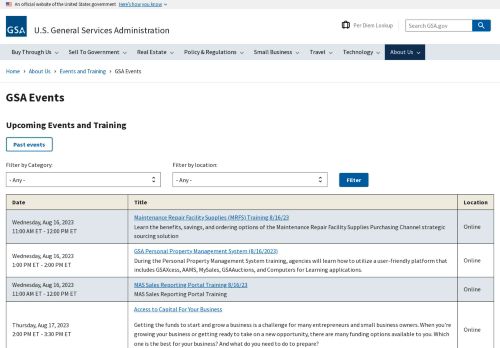 An official website of the United States government Here's how you know
GSA
U.S. General Services Administration
Per Diem Lookup
Search GSA.gov
Buy Through Us
Sell To Government
Real Estate
Policy & Regulations
Small Business
Travel
Technology
About Us
Home › About Us › Events and Training › GSA Events
GSA Events
Upcoming Events and Training
Past events
Filter by Category:
Filter by location:
- Any -
- Any -
Filter
Date
Title
Location
Wednesday, Aug 16, 2023
11:00 AM ET - 12:00 PM ET
Maintenance Repair Facility Supplies (MRFS) Training 8/16/23
Learn the benefits, savings, and ordering options of the Maintenance Repair Facility Supplies Purchasing Channel strategic
sourcing solution
Online
Wednesday, Aug 16, 2023
1:00 PM ET - 2:00 PM ET
GSA Personal Property Management System (8/16/2023)
During the Personal Property Management System training, agencies will learn how to utilize a user-friendly platform that
includes GSAXcess, AAMS, MySales, GSAAuctions, and Computers for Learning applications.
Online
Wednesday, Aug 16, 2023
11:00 AM ET - 12:00 PM ET
MAS Sales Reporting Portal Training 8/16/23
MAS Sales Reporting Portal Training
Online
Thursday, Aug 17, 2023
2:00 PM ET - 3:30 PM ET
Access to Capital For Your Business
Getting the funds to start and grow a business is a challenge for many entrepreneurs and small business owners. When you're
growing your business or getting ready to take on a new opportunity, there are many funding options available to you. Which
one is the best for your business? And what do you need to do to prepare?
Online